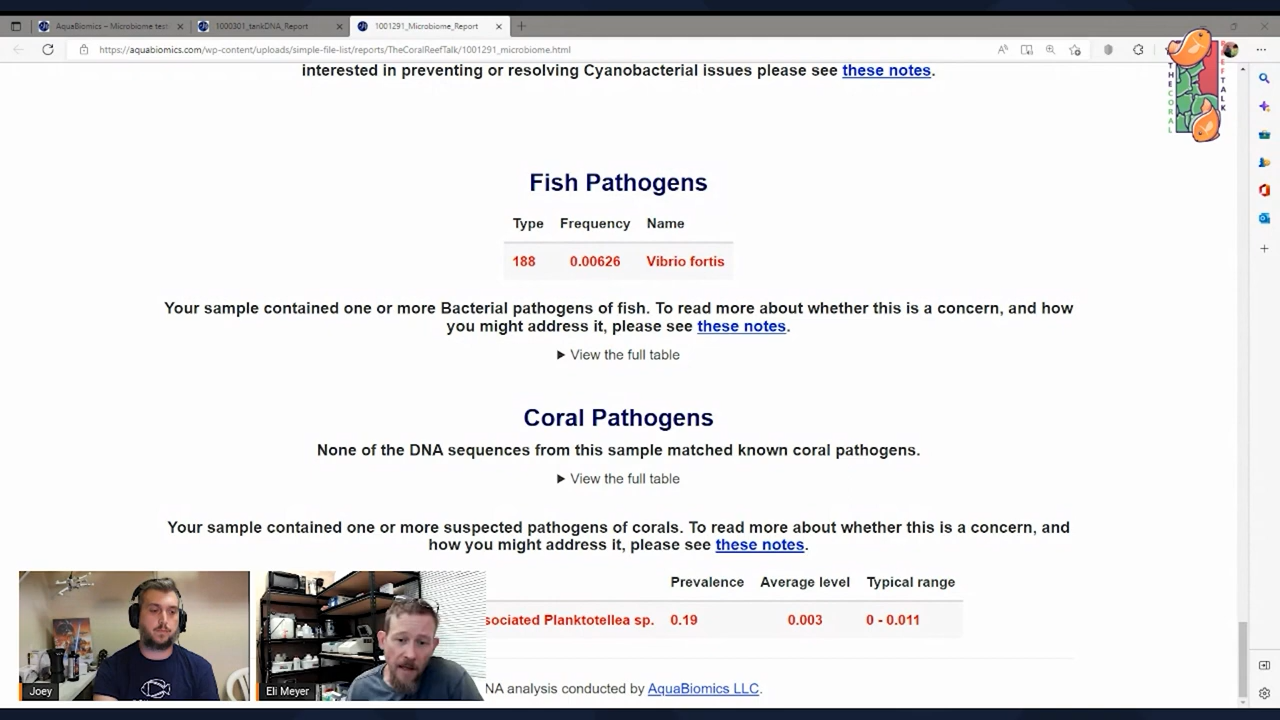 AquaBiomics – Microbiome test
1000301_tankDNA_Report
1001291_Microbiome_Report
https://aquabiomics.com/wp-content/uploads/simple-file-list/reports/TheCoralReefTalk/1001291_microbiome.html
THE CORAL REEF TALK
interested in preventing or resolving Cyanobacterial issues please see these notes.
Fish Pathogens
Type Frequency Name
188 0.00626 Vibrio fortis
Your sample contained one or more Bacterial pathogens of fish. To read more about whether this is a concern, and how
you might address it, please see these notes.
▶ View the full table
Coral Pathogens
None of the DNA sequences from this sample matched known coral pathogens.
▶ View the full table
Your sample contained one or more suspected pathogens of corals. To read more about whether this is a concern, and
how you might address it, please see these notes.
Prevalence Average level Typical range
sociated Planktotellea sp. 0.19 0.003 0 - 0.011
NA analysis conducted by AquaBiomics LLC.
Joey
Eli Meyer